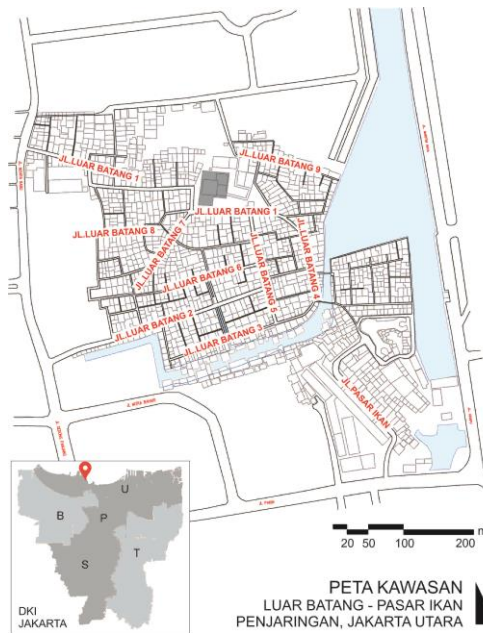 JL.LUAR BATANG 9
JL.LUAR BATANG 1
JL.LUAR BATANG 1
JL.LUAR BATANG 8
JL.LUAR BATANG 7
JL.LUAR BATANG 6
JL.LUAR BATANG 5
JL.LUAR BATANG 4
JL.LUAR BATANG 2
JL.LUAR BATANG 3
JL.PASAR IKAN
U
B
P
S
T
DKI
JAKARTA
20 50 100 200 m
PETA KAWASAN
LUAR BATANG - PASAR IKAN
PENJARINGAN, JAKARTA UTARA